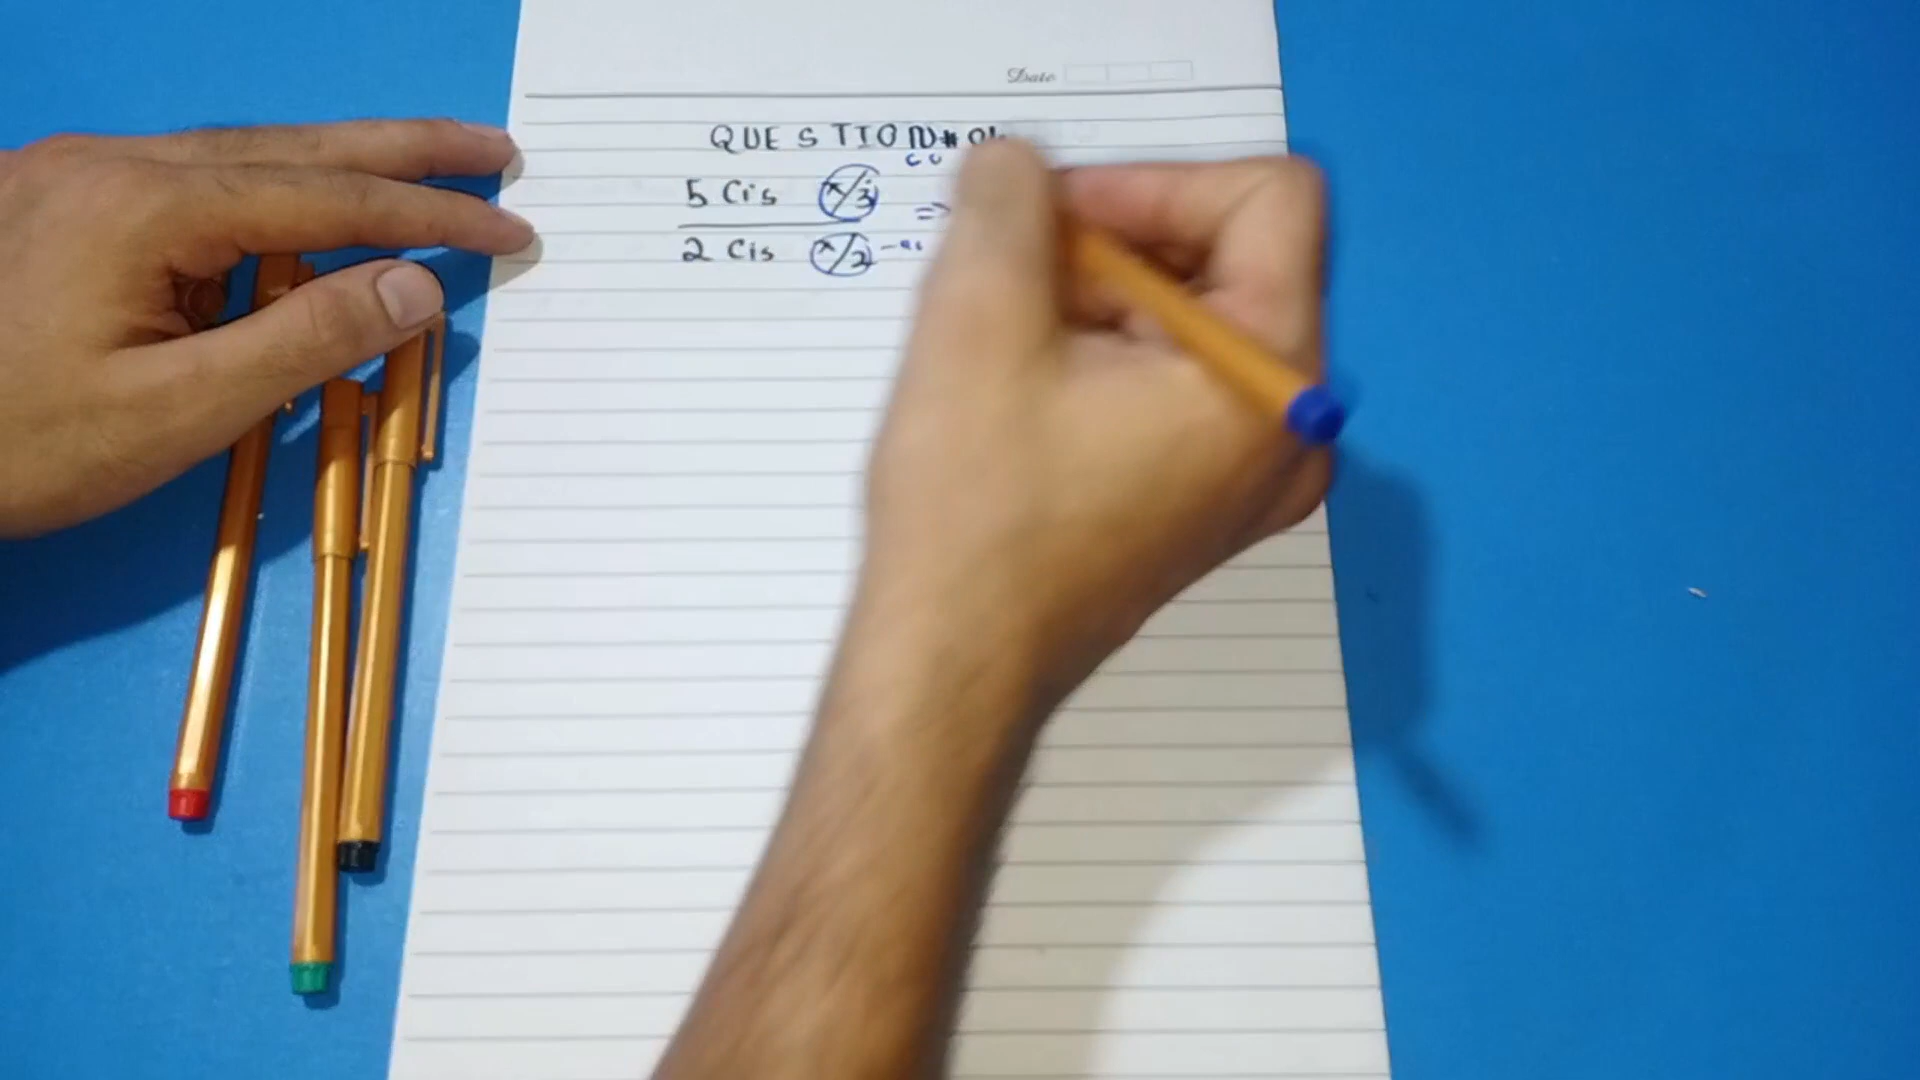 Date
QUESTION #
5 Cis π/3 =>
2 Cis π/2